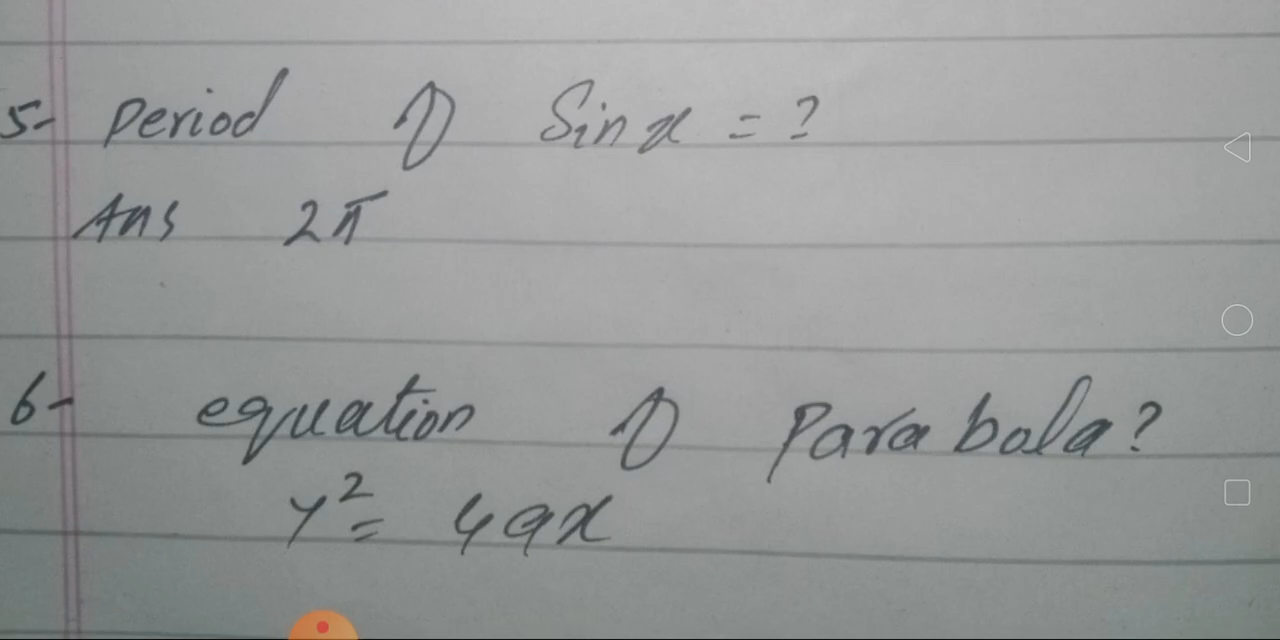 5- period of Sin x = ?
Ans 2π
6- equation of Parabola?
y² = 4ax